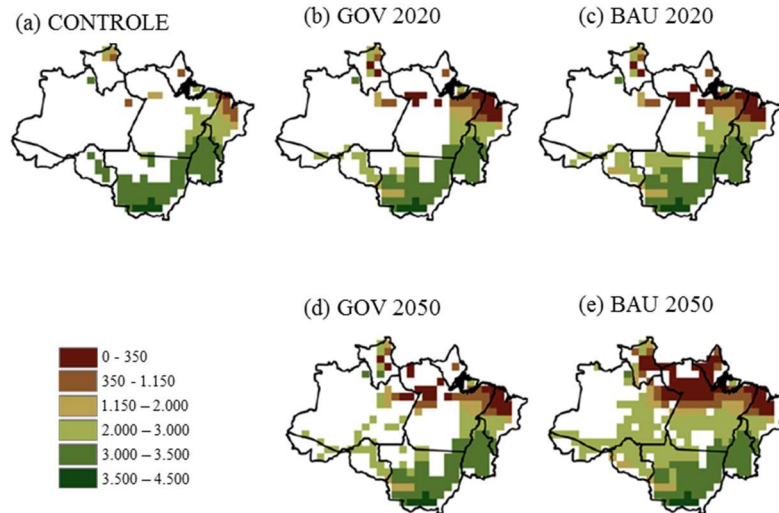 (a) CONTROLE
(b) GOV 2020
(c) BAU 2020
(d) GOV 2050
(e) BAU 2050
0 - 350
350 - 1.150
1.150 – 2.000
2.000 – 3.000
3.000 – 3.500
3.500 – 4.500